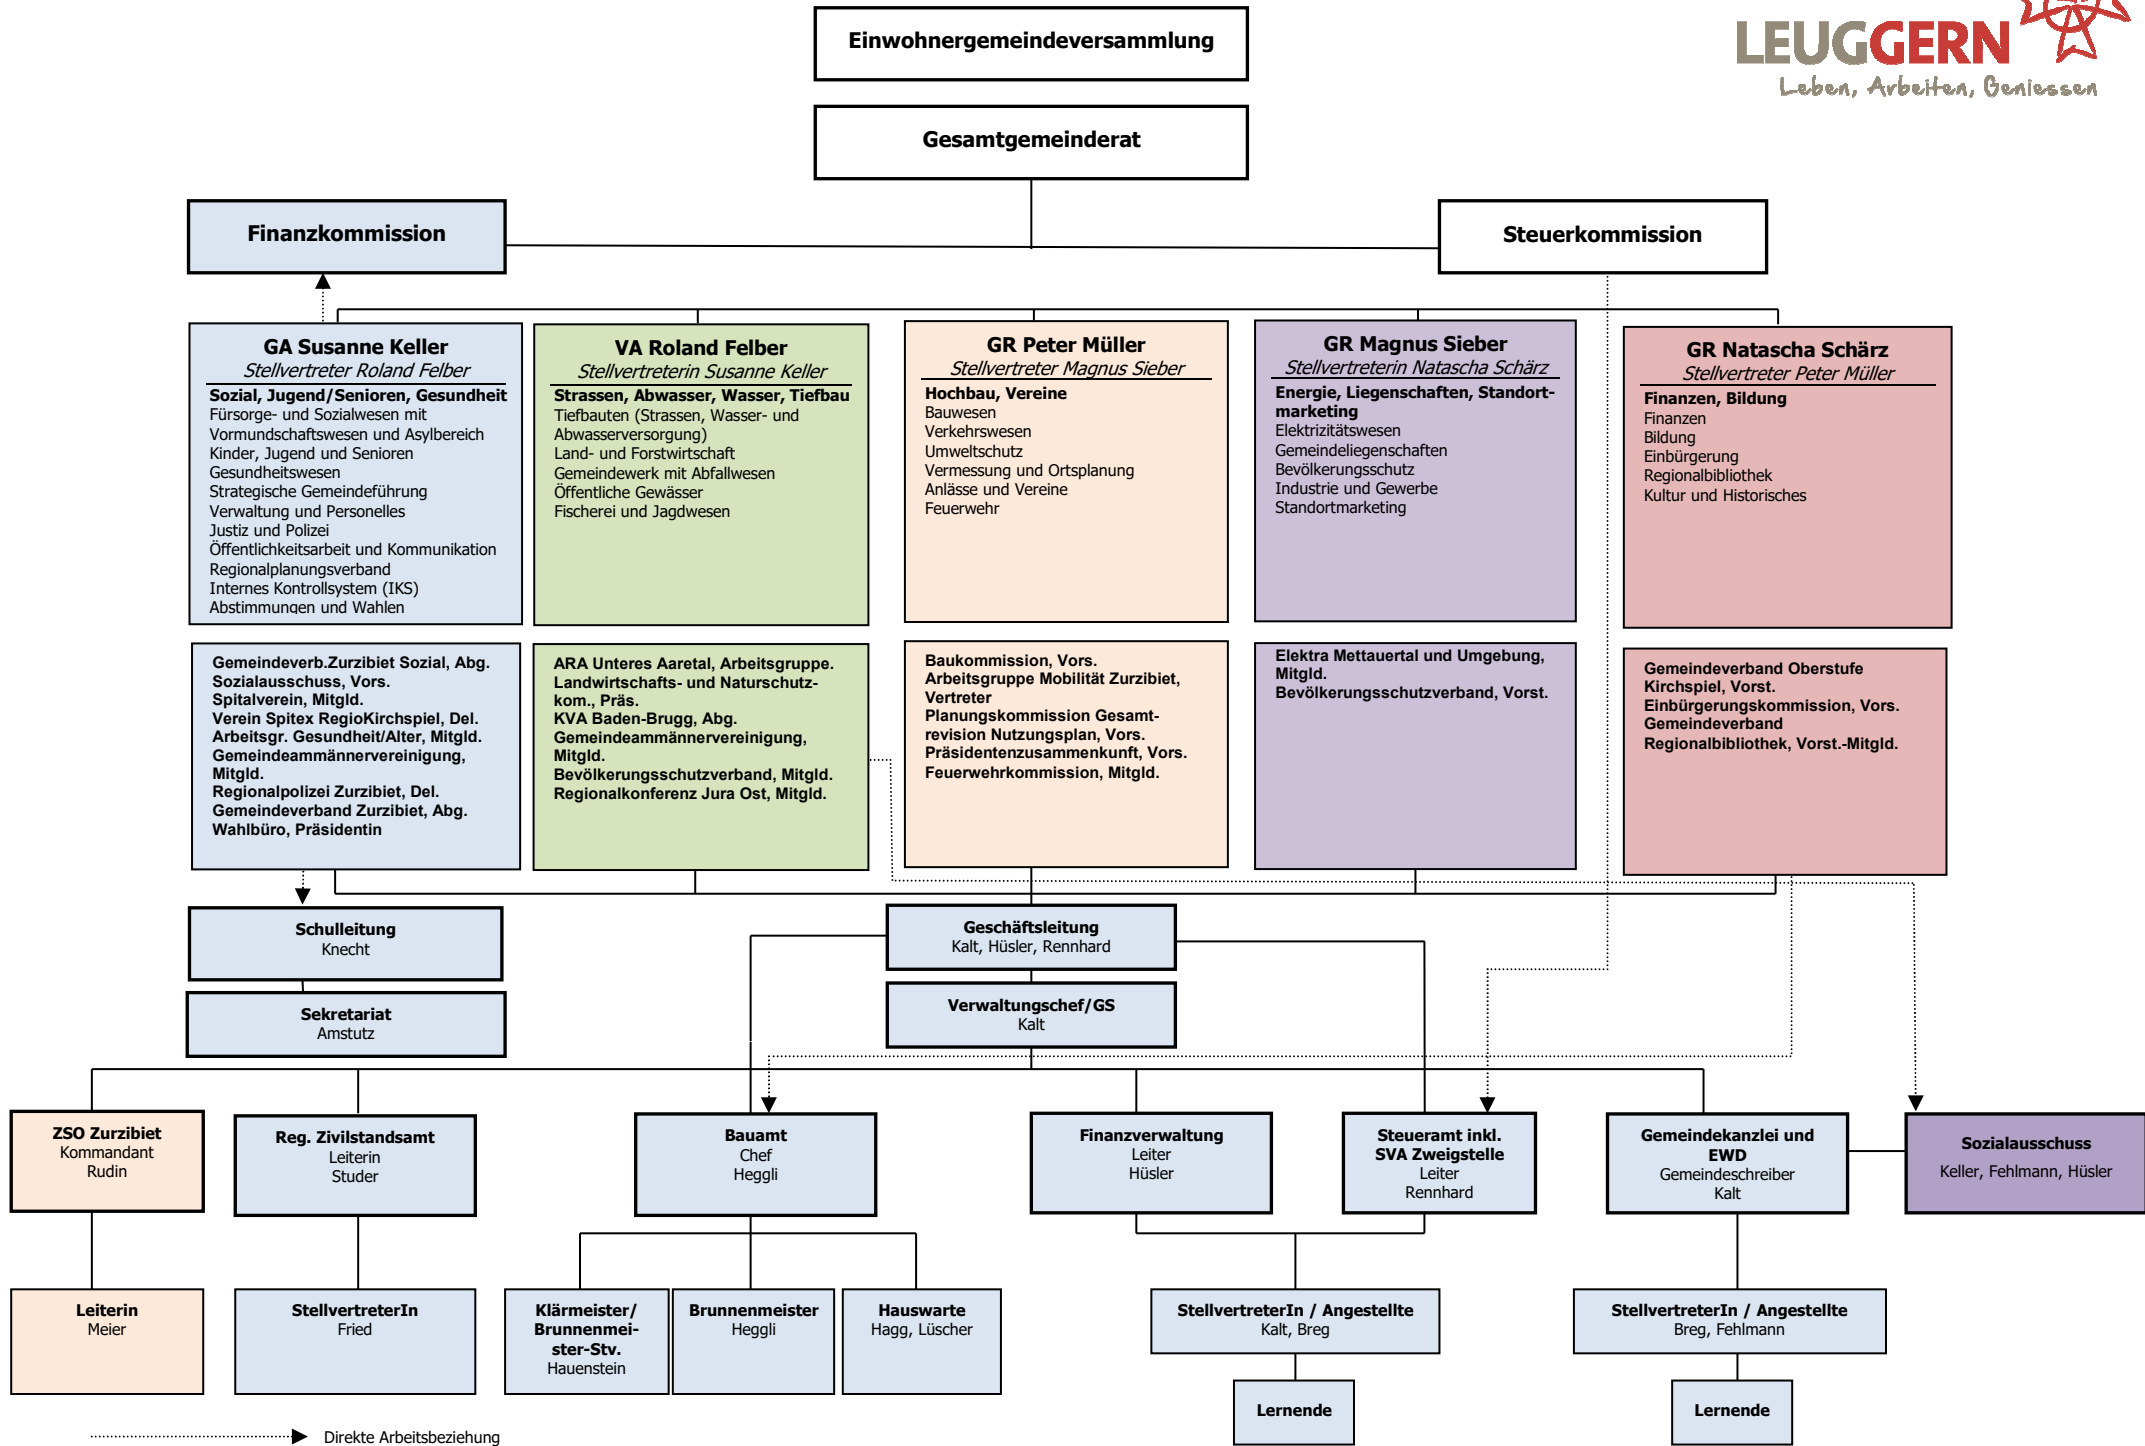 Einwohnergemeindeversammlung
LEUGGERN
Leben, Arbeiten, Geniessen
Gesamtgemeinderat
Finanzkommission
Steuerkommission
GA Susanne Keller
Stellvertreter Roland Felber
Sozial, Jugend/Senioren, Gesundheit
Fürsorge- und Sozialwesen mit
Vormundschaftswesen und Asylbereich
Kinder, Jugend und Senioren
Gesundheitswesen
Strategische Gemeindeführung
Verwaltung und Personelles
Justiz und Polizei
Öffentlichkeitsarbeit und Kommunikation
Regionalplanungsverband
Internes Kontrollsystem (IKS)
Abstimmungen und Wahlen
VA Roland Felber
Stellvertreterin Susanne Keller
Strassen, Abwasser, Wasser, Tiefbau
Tiefbauten (Strassen, Wasser- und
Abwasserversorgung)
Land- und Forstwirtschaft
Gemeindewerk mit Abfallwesen
Öffentliche Gewässer
Fischerei und Jagdwesen
GR Peter Müller
Stellvertreter Magnus Sieber
Hochbau, Vereine
Bauwesen
Verkehrswesen
Umweltschutz
Vermessung und Ortsplanung
Anlässe und Vereine
Feuerwehr
GR Magnus Sieber
Stellvertreterin Natascha Schärz
Energie, Liegenschaften, Standort-
marketing
Elektrizitätswesen
Gemeindeliegenschaften
Bevölkerungsschutz
Industrie und Gewerbe
Standortmarketing
GR Natascha Schärz
Stellvertreter Peter Müller
Finanzen, Bildung
Finanzen
Bildung
Einbürgerung
Regionalbibliothek
Kultur und Historisches
Gemeindeverb.Zurzibiet Sozial, Abg.
Sozialausschuss, Vors.
Spitalverein, Mitgld.
Verein Spitex RegioKirchspiel, Del.
Arbeitsgr. Gesundheit/Alter, Mitgld.
Gemeindeammännervereinigung,
Mitgld.
Regionalpolizei Zurzibiet, Del.
Gemeindeverband Zurzibiet, Abg.
Wahlbüro, Präsidentin
ARA Unteres Aaretal, Arbeitsgruppe.
Landwirtschafts- und Naturschutz-
kom., Präs.
KVA Baden-Brugg, Abg.
Gemeindeammännervereinigung,
Mitgld.
Bevölkerungsschutzverband, Mitgld.
Regionalkonferenz Jura Ost, Mitgld.
Baukommission, Vors.
Arbeitsgruppe Mobilität Zurzibiet,
Vertreter
Planungskommission Gesamt-
revision Nutzungsplan, Vors.
Präsidentenzusammenkunft, Vors.
Feuerwehrkommission, Mitgld.
Elektra Mettauertal und Umgebung,
Mitgld.
Bevölkerungsschutzverband, Vorst.
Gemeindeverband Oberstufe
Kirchspiel, Vorst.
Einbürgerungskommission, Vors.
Gemeindeverband
Regionalbibliothek, Vorst.-Mitgld.
Schulleitung
Knecht
Geschäftsleitung
Kalt, Hüsler, Rennhard
Sekretariat
Amstutz
Verwaltungschef/GS
Kalt
ZSO Zurzibiet
Kommandant
Rudin
Reg. Zivilstandsamt
Leiterin
Studer
Bauamt
Chef
Heggli
Finanzverwaltung
Leiter
Hüsler
Steueramt inkl.
SVA Zweigstelle
Leiter
Rennhard
Gemeindekanzlei und
EWD
Gemeindeschreiber
Kalt
Sozialausschuss
Keller, Fehlmann, Hüsler
Leiterin
Meier
StellvertreterIn
Fried
Klärmeister/
Brunnenmei-
ster-Stv.
Hauenstein
Brunnenmeister
Heggli
Hauswarte
Hagg, Lüscher
StellvertreterIn / Angestellte
Kalt, Breg
StellvertreterIn / Angestellte
Breg, Fehlmann
Lernende
Lernende
Direkte Arbeitsbeziehung